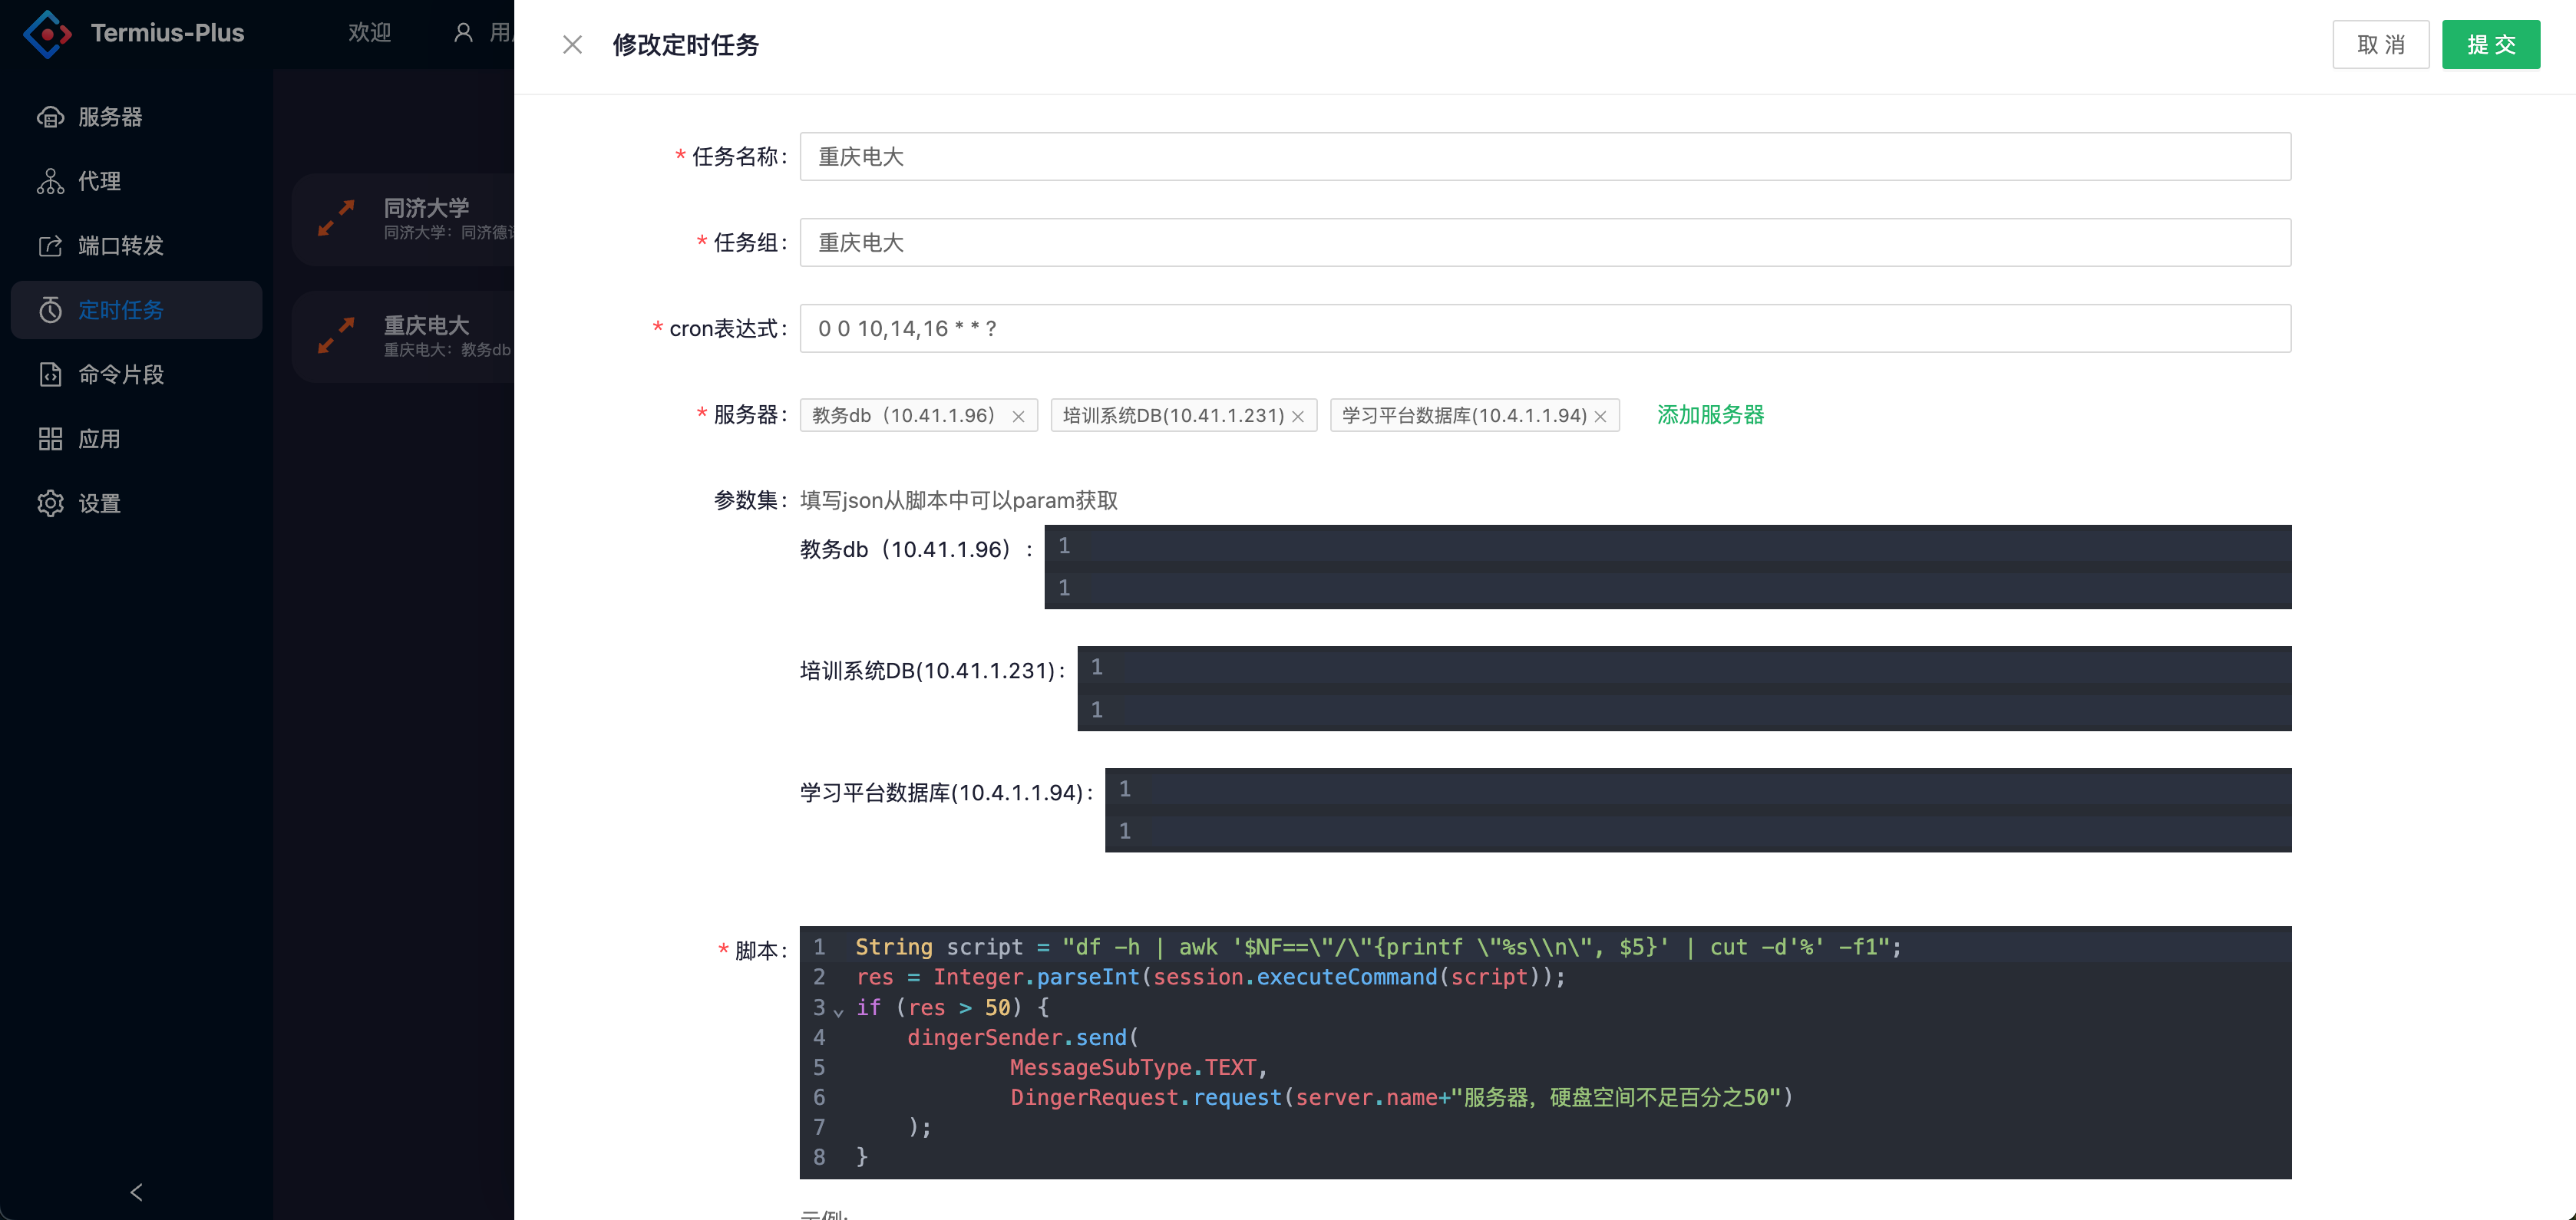 Termius-Plus
欢迎
用
服务器
代理
端口转发
定时任务
命令片段
应用
设置
同济大学
同济大学：同济德
重庆电大
重庆电大：教务db
修改定时任务
取 消
提 交
* 任务名称：
重庆电大
* 任务组：
重庆电大
* cron表达式：
0 0 10,14,16 * * ?
* 服务器：
教务db（10.41.1.96）
培训系统DB(10.41.1.231)
学习平台数据库(10.4.1.1.94)
添加服务器
参数集：
填写json从脚本中可以param获取
教务db（10.41.1.96）：
1
1
培训系统DB(10.41.1.231)：
1
1
学习平台数据库(10.4.1.1.94)：
1
1
* 脚本：
1 String script = "df -h | awk '$NF==\"/\"{printf \"%s\\n\", $5}' | cut -d'%' -f1";
2 res = Integer.parseInt(session.executeCommand(script));
3 if (res > 50) {
4     dingerSender.send(
5             MessageSubType.TEXT,
6             DingerRequest.request(server.name+"服务器，硬盘空间不足百分之50")
7     );
8 }
示例: